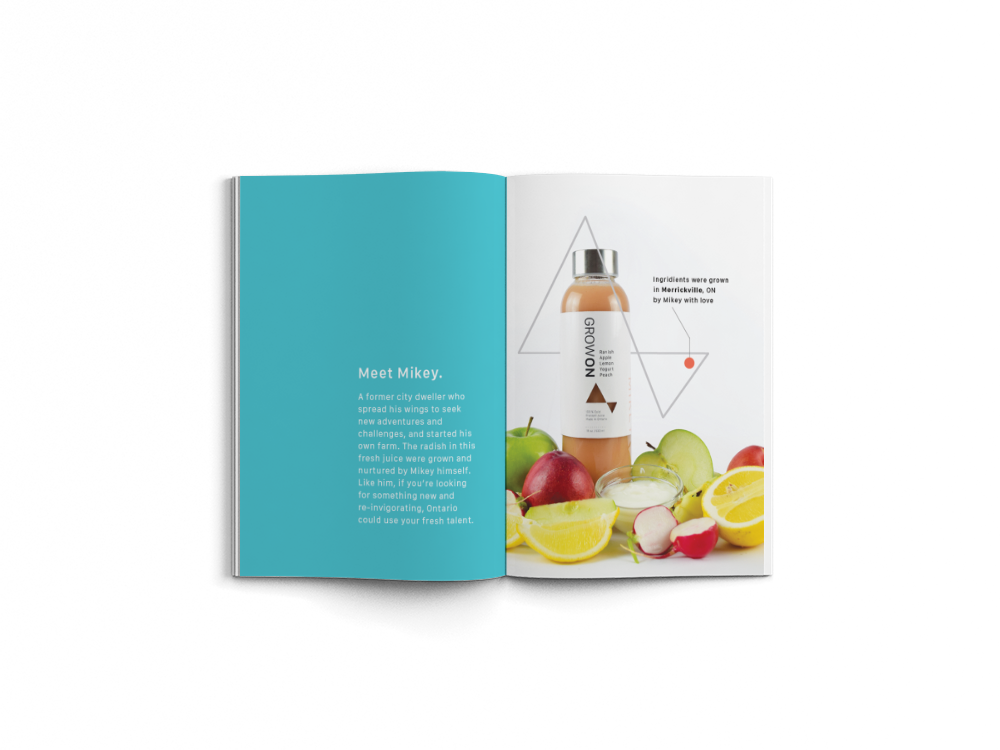 Meet Mikey.
A former city dweller who
spread his wings to seek
new adventures and
challenges, and started his
own farm. The radish in this
fresh juice were grown and
nurtured by Mikey himself.
Like him, if you're looking
for something new and
re-invigorating, Ontario
could use your fresh talent.
Ingridients were grown
in Merrickville, ON
by Mikey with love
GROWON
Radish
Apple
Lemon
Yogurt
Peach